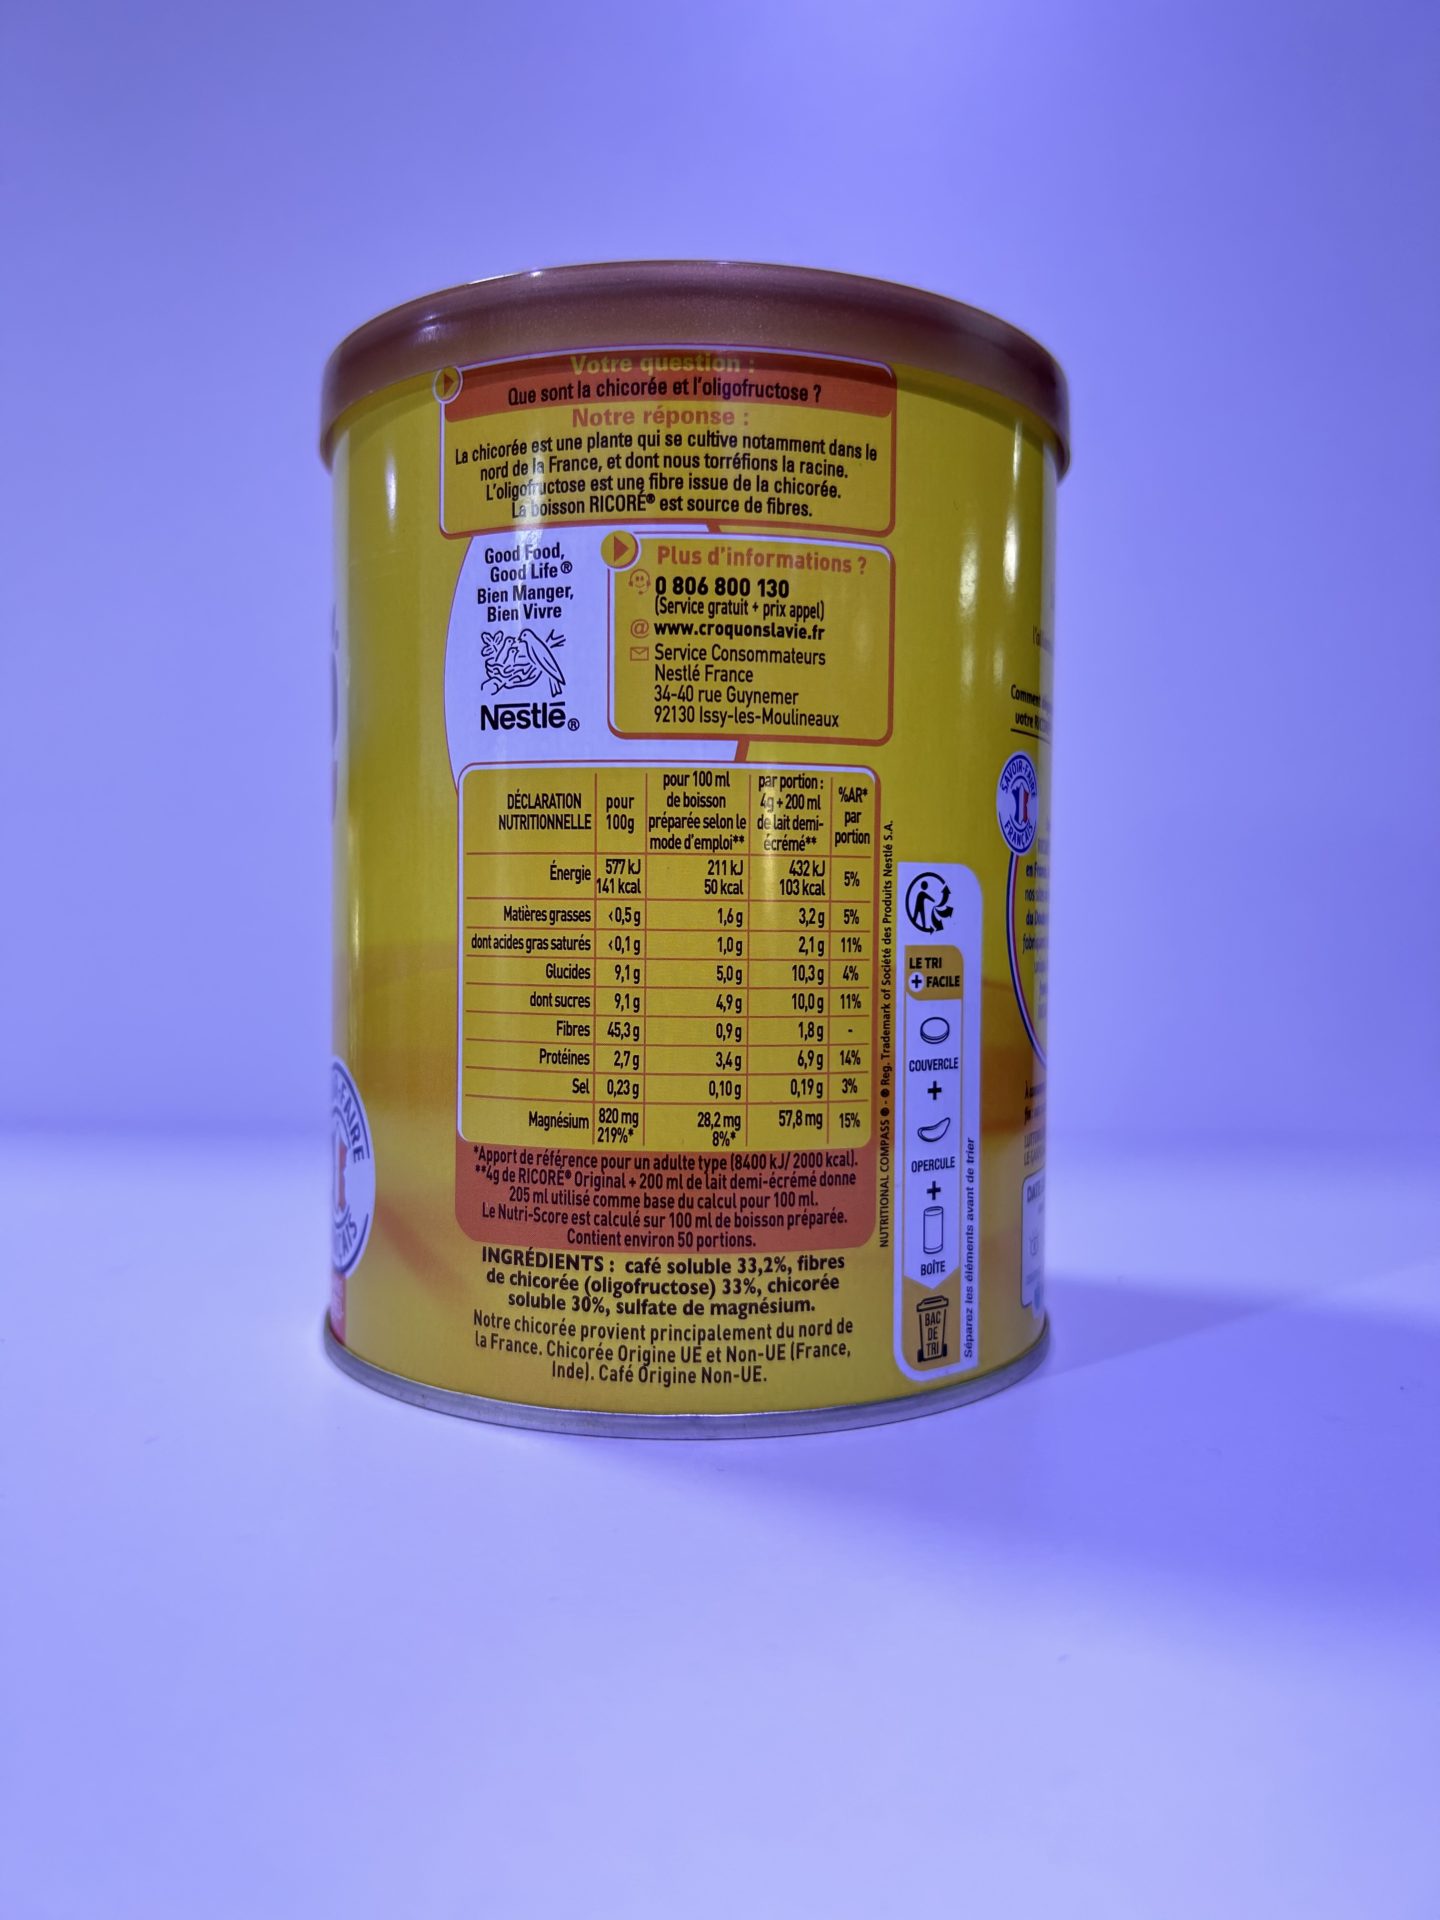 Votre question :
Que sont la chicorée et l'oligofructose ?
Notre réponse :
La chicorée est une plante qui se cultive notamment dans le
nord de la France, et dont nous torréfions la racine.
L'oligofructose est une fibre issue de la chicorée.
La boisson RICORÉ® est source de fibres.
Good Food,
Good Life®
Bien Manger,
Bien Vivre
Nestlé®
Plus d'informations ?
0 806 800 130
(Service gratuit + prix appel)
@ www.croquonslavie.fr
Service Consommateurs
Nestlé France
34-40 rue Guynemer
92130 Issy-les-Moulineaux
DÉCLARATION NUTRITIONNELLE | pour 100g | pour 100 ml de boisson préparée selon le mode d'emploi** | par portion : 4g + 200 ml de lait demi-écrémé** | %AR* par portion
Énergie 577 kJ 211 kJ 432 kJ 5%
141 kcal 50 kcal 103 kcal
Matières grasses <0,5 g 1,6 g 3,2 g 5%
dont acides gras saturés <0,1 g 1,0 g 2,1 g 11%
Glucides 9,1 g 5,0 g 10,3 g 4%
dont sucres 9,1 g 4,9 g 10,0 g 11%
Fibres 45,3 g 0,9 g 1,8 g -
Protéines 2,7 g 3,4 g 6,9 g 14%
Sel 0,23 g 0,10 g 0,19 g 3%
Magnésium 820 mg 28,2 mg 57,8 mg 15%
219%* 8%*
*Apport de référence pour un adulte type (8400 kJ/ 2000 kcal).
**4g de RICORÉ® Original + 200 ml de lait demi-écrémé donne
205 ml utilisé comme base du calcul pour 100 ml.
Le Nutri-Score est calculé sur 100 ml de boisson préparée.
Contient environ 50 portions.
INGRÉDIENTS : café soluble 33,2%, fibres
de chicorée (oligofructose) 33%, chicorée
soluble 30%, sulfate de magnésium.
Notre chicorée provient principalement du nord de
la France. Chicorée Origine UE et Non-UE (France,
Inde). Café Origine Non-UE.
NUTRITIONAL COMPASS ® - ® Reg. Trademark of Société des Produits Nestlé S.A.
LE TRI
+ FACILE
COUVERCLE
+
OPERCULE
+
BOÎTE
BAC
DE
TRI
Séparez les éléments avant de trier
Comment
votre
SAVOIR-FAIRE
FRANÇAIS
en
nos
du